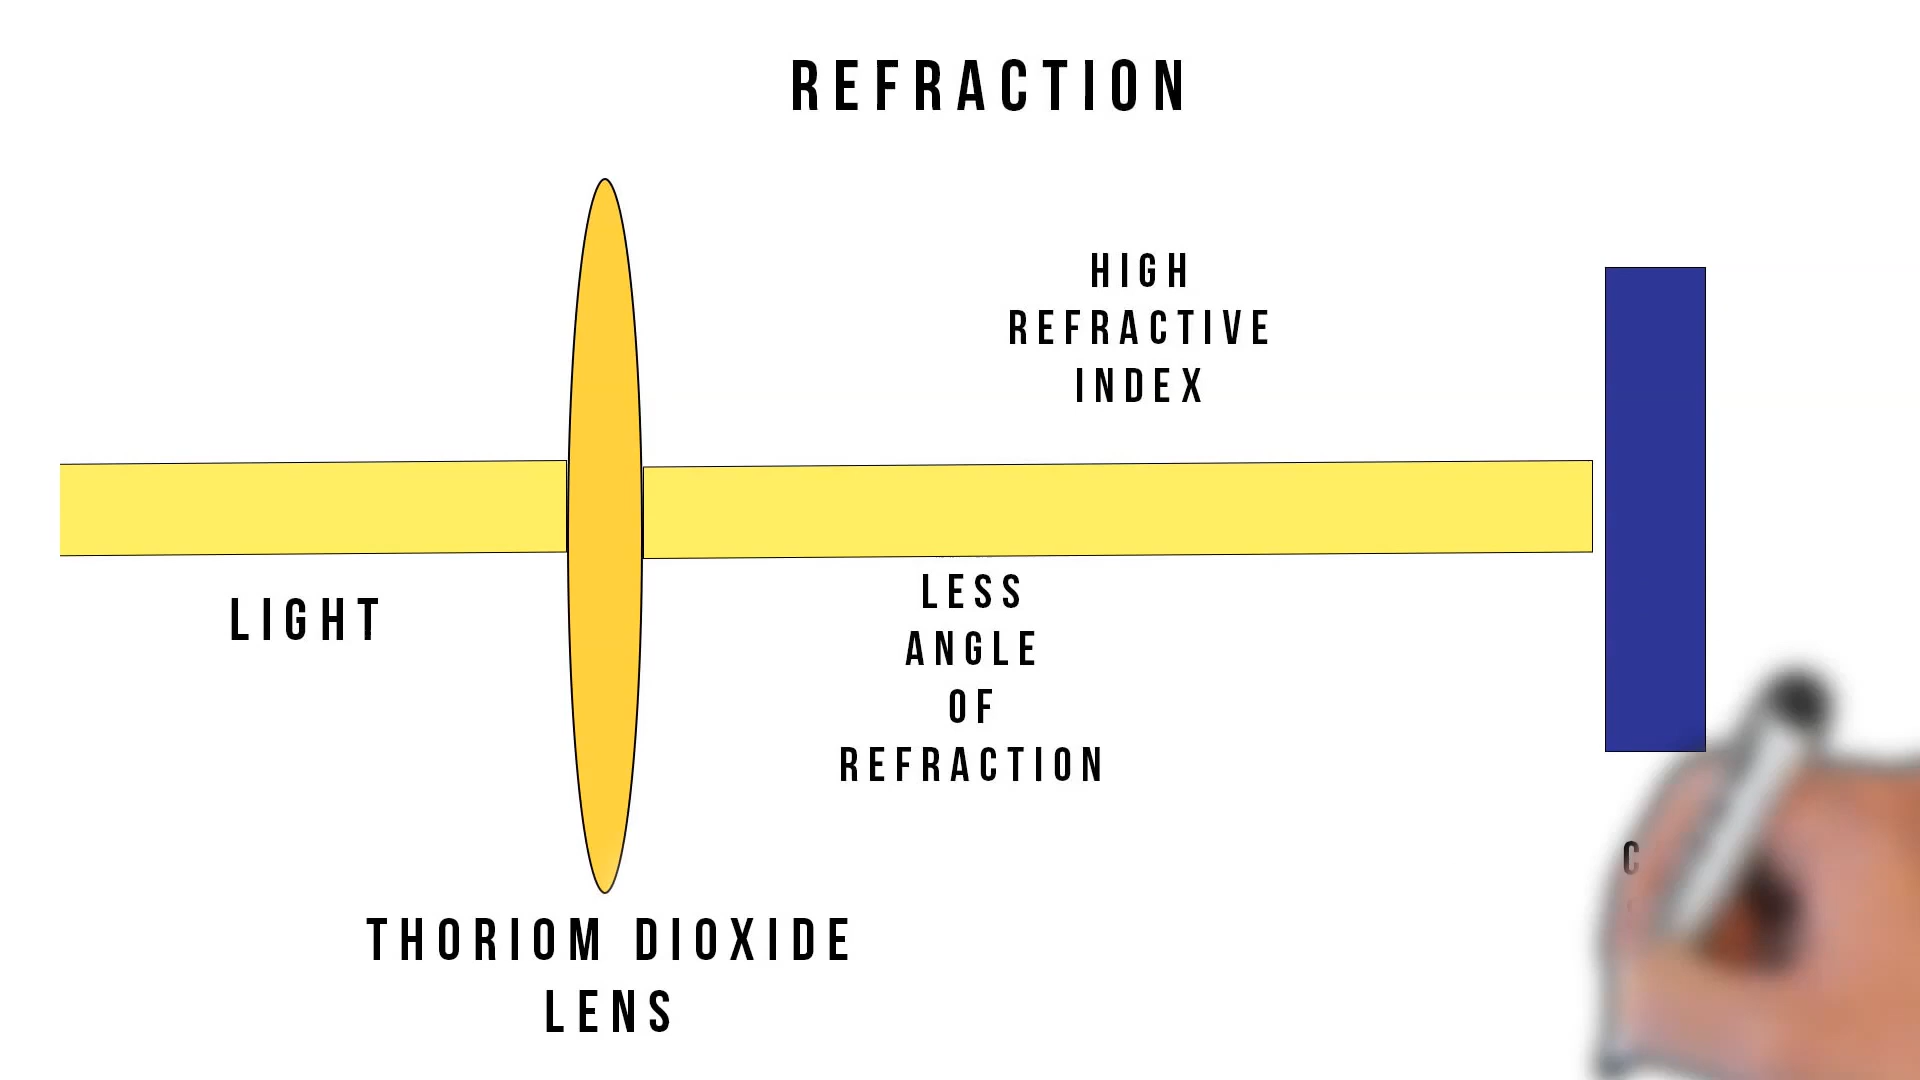 REFRACTION
HIGH
REFRACTIVE
INDEX
LIGHT
LESS
ANGLE
OF
REFRACTION
THORIOM DIOXIDE
LENS